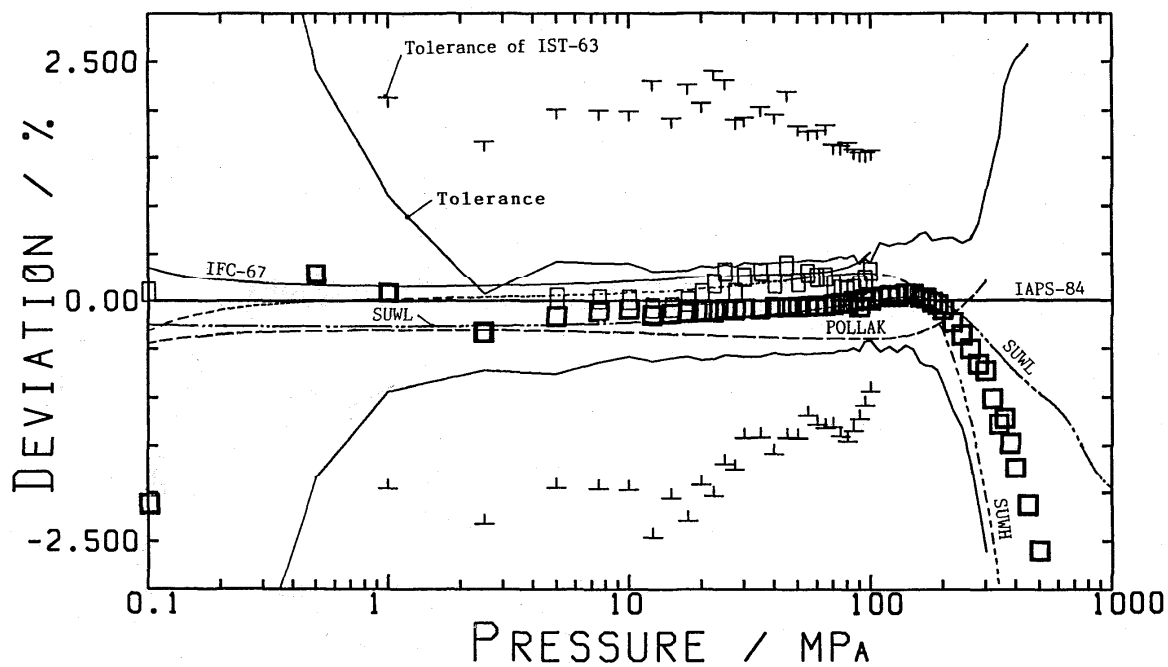 2.500
Tolerance of IST-63
Tolerance
IFC-67
0.00
SUWL
IAPS-84
POLLAK
SUWL
SUWH
-2.500
DEVIATION / %
0.1 1 10 100 1000
PRESSURE / MPA